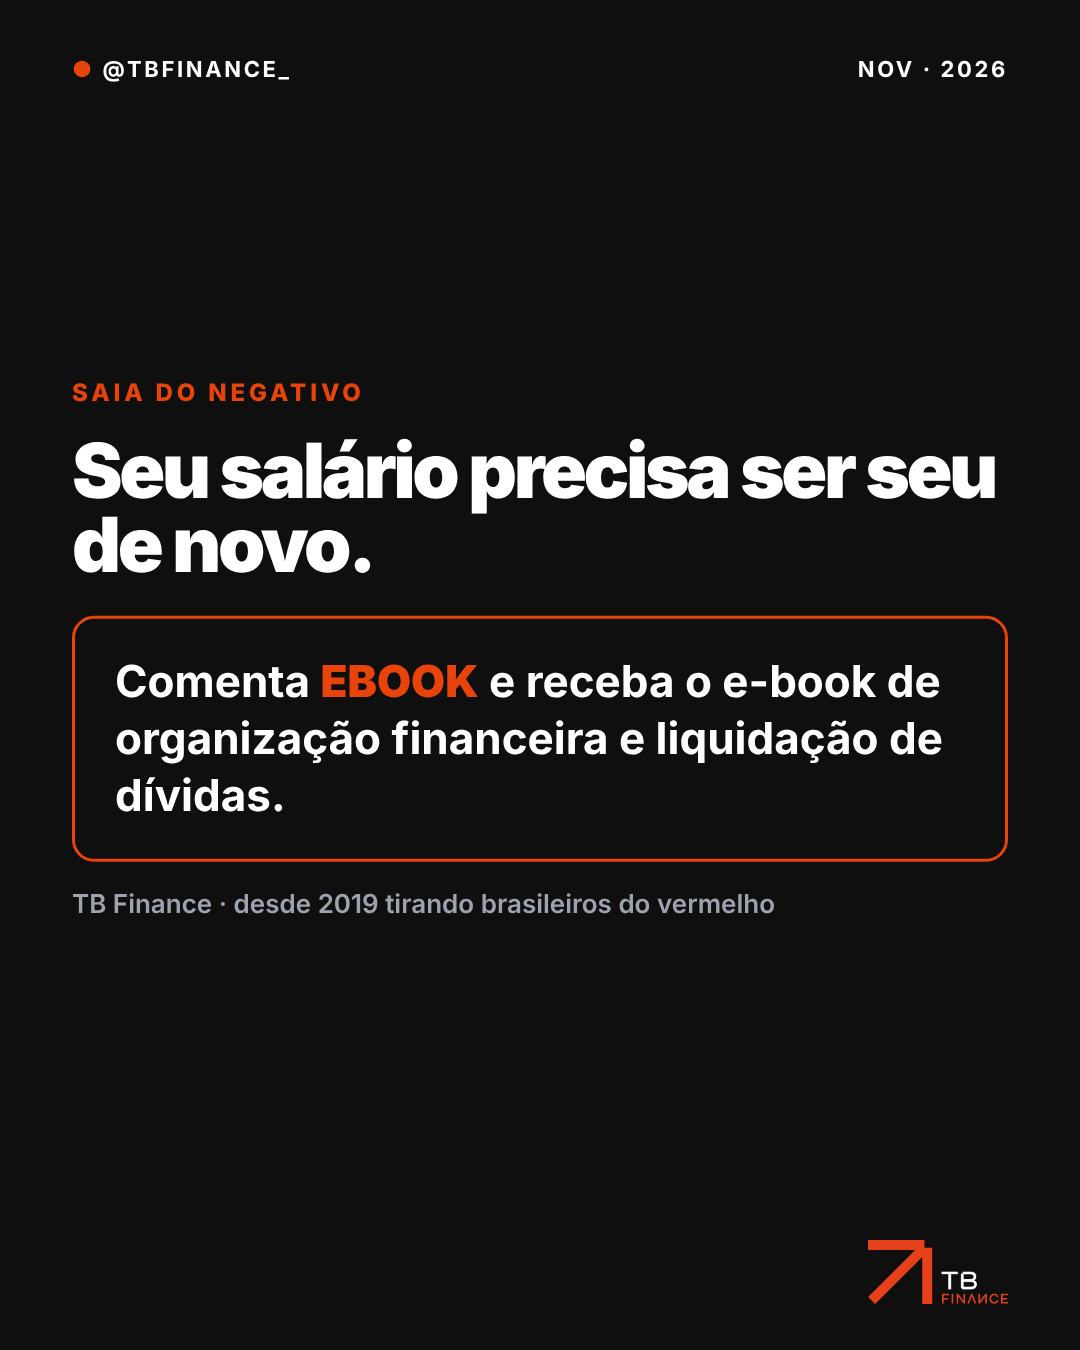 @TBFINANCE_
NOV · 2026
SAIA DO NEGATIVO
Seu salário precisa ser seu
de novo.
Comenta EBOOK e receba o e-book de
organização financeira e liquidação de
dívidas.
TB Finance · desde 2019 tirando brasileiros do vermelho
TB
FINANCE